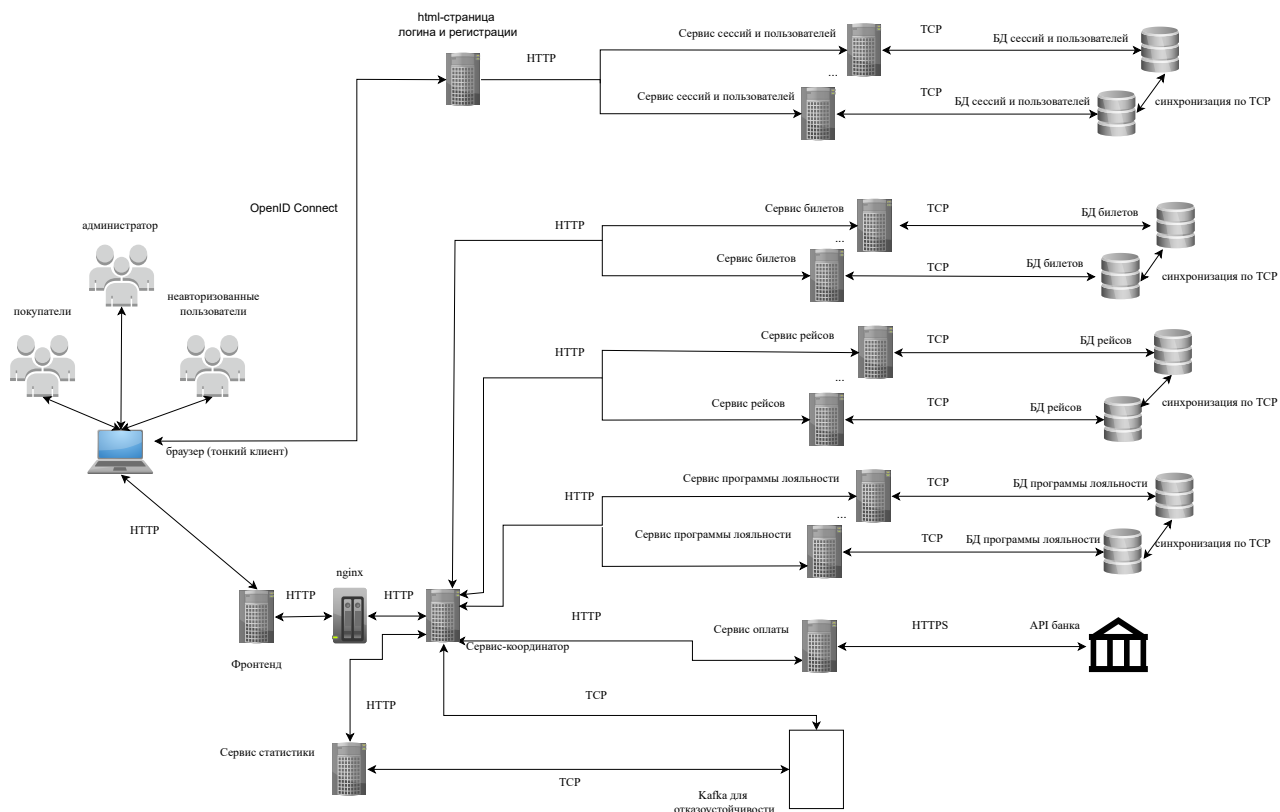 html-страница
логина и регистрации
HTTP
Сервис сессий и пользователей
TCP
БД сессий и пользователей
...
Сервис сессий и пользователей
TCP
БД сессий и пользователей
синхронизация по TCP
OpenID Connect
администратор
неавторизованные
пользователи
покупатели
браузер (тонкий клиент)
HTTP
Сервис билетов
TCP
БД билетов
...
Сервис билетов
TCP
БД билетов
синхронизация по TCP
HTTP
Сервис рейсов
TCP
БД рейсов
...
Сервис рейсов
TCP
БД рейсов
синхронизация по TCP
HTTP
Сервис программы лояльности
TCP
БД программы лояльности
...
Сервис программы лояльности
TCP
БД программы лояльности
синхронизация по TCP
HTTP
nginx
HTTP
HTTP
Фронтенд
Сервис-координатор
HTTP
Сервис оплаты
HTTPS
API банка
TCP
HTTP
Сервис статистики
TCP
Kafka для
отказоустойчивости